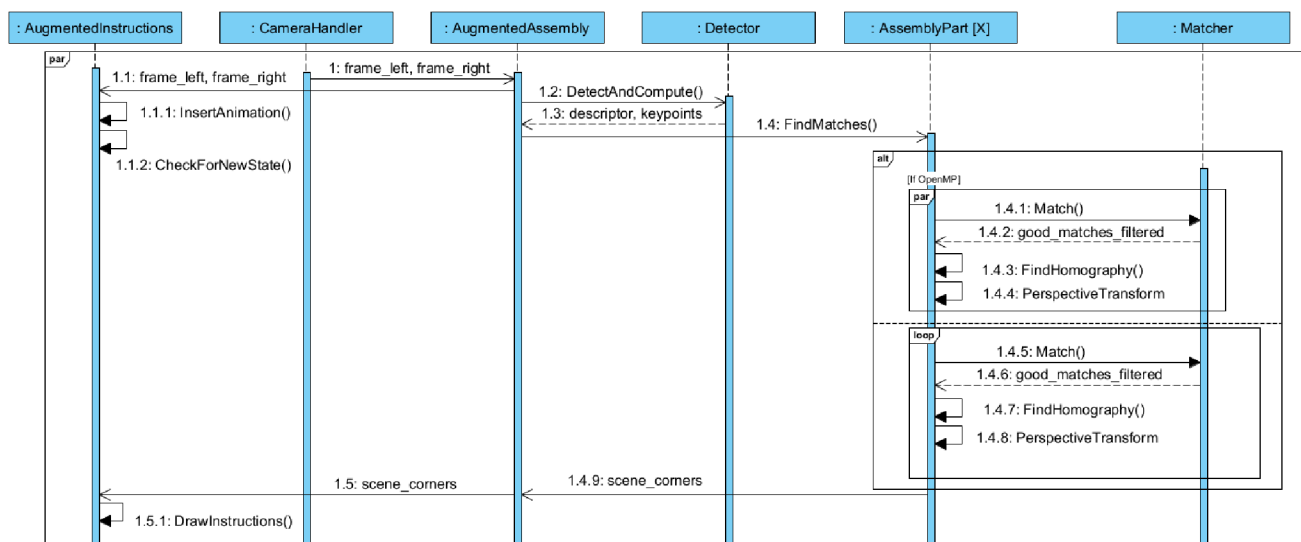 : AugmentedInstructions
: CameraHandler
: AugmentedAssembly
: Detector
: AssemblyPart [X]
: Matcher
par
1: frame_left, frame_right
1.1: frame_left, frame_right
1.2: DetectAndCompute()
1.1.1: InsertAnimation()
1.3: descriptor, keypoints
1.4: FindMatches()
1.1.2: CheckForNewState()
alt
[If OpenMP]
par
1.4.1: Match()
1.4.2: good_matches_filtered
1.4.3: FindHomography()
1.4.4: PerspectiveTransform
loop
1.4.5: Match()
1.4.6: good_matches_filtered
1.4.7: FindHomography()
1.4.8: PerspectiveTransform
1.4.9: scene_corners
1.5: scene_corners
1.5.1: DrawInstructions()